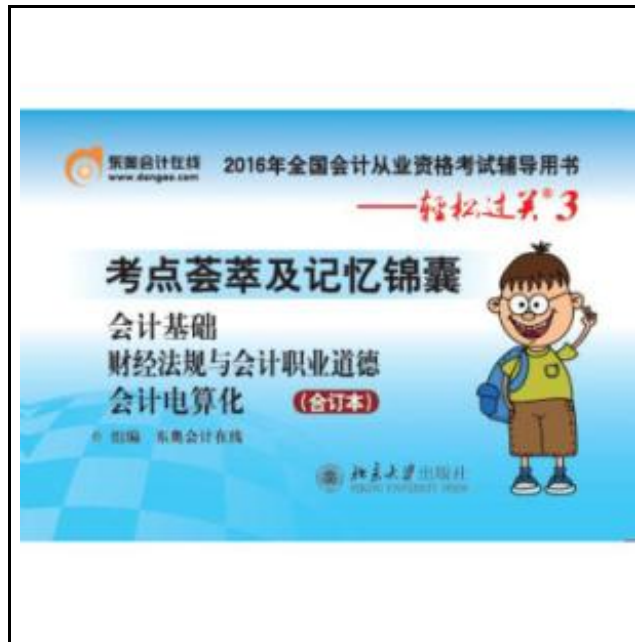 东奥会计在线
www.dongao.com
2016年全国会计从业资格考试辅导用书
——轻松过关®3
考点荟萃及记忆锦囊
会计基础
财经法规与会计职业道德
会计电算化 (合订本)
组编 东奥会计在线
北京大学出版社
PEKING UNIVERSITY PRESS